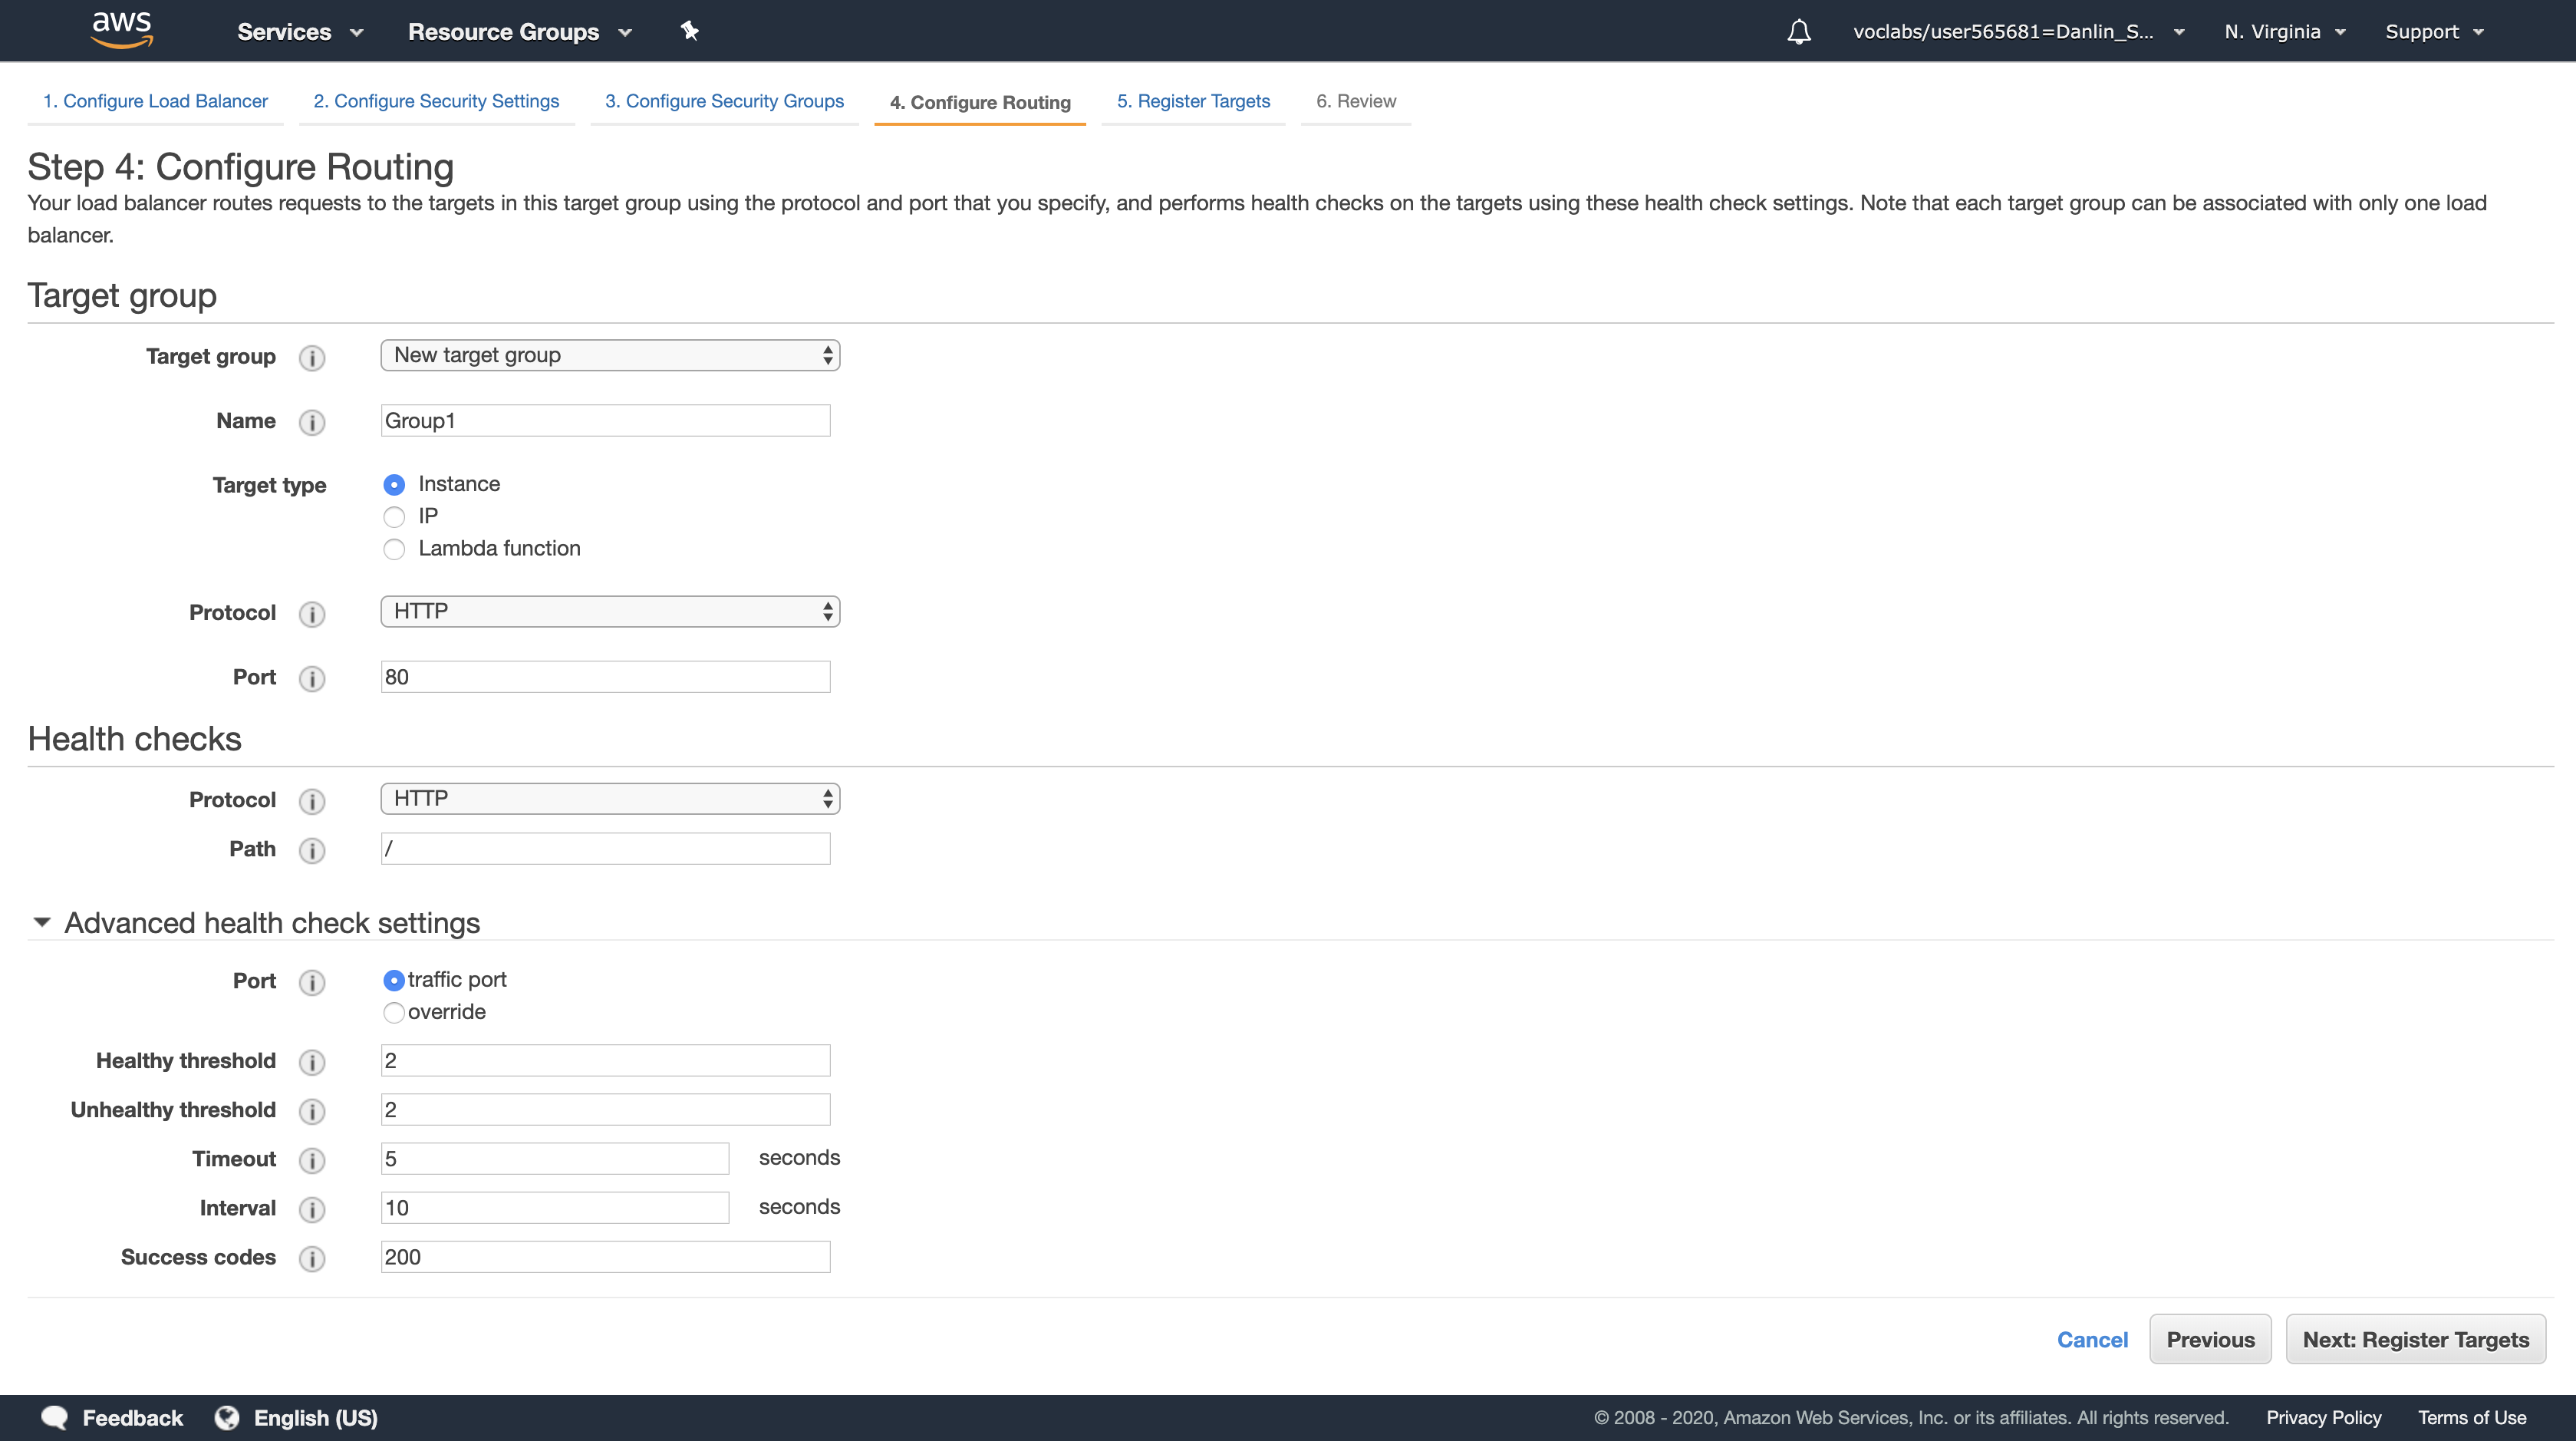 aws Services Resource Groups voclabs/user565681=Danlin_S... N. Virginia Support
1. Configure Load Balancer 2. Configure Security Settings 3. Configure Security Groups 4. Configure Routing 5. Register Targets 6. Review
Step 4: Configure Routing
Your load balancer routes requests to the targets in this target group using the protocol and port that you specify, and performs health checks on the targets using these health check settings. Note that each target group can be associated with only one load
balancer.
Target group
Target group i New target group
Name i Group1
Target type Instance
IP
Lambda function
Protocol i HTTP
Port i 80
Health checks
Protocol i HTTP
Path i /
Advanced health check settings
Port i traffic port
override
Healthy threshold i 2
Unhealthy threshold i 2
Timeout i 5 seconds
Interval i 10 seconds
Success codes i 200
Cancel Previous Next: Register Targets
Feedback English (US) © 2008 - 2020, Amazon Web Services, Inc. or its affiliates. All rights reserved. Privacy Policy Terms of Use